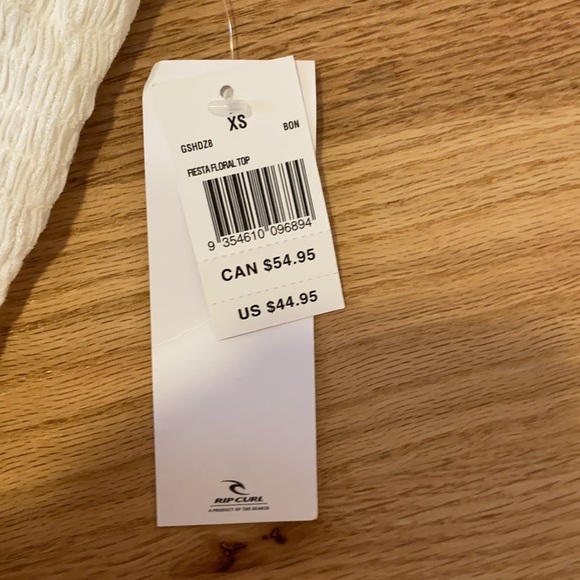 XS
GSHDZ8 BON
FIESTA FLORAL TOP
9 354610 096894
CAN $54.95
US $44.95
RIP CURL
A PRODUCT OF THE SEARCH